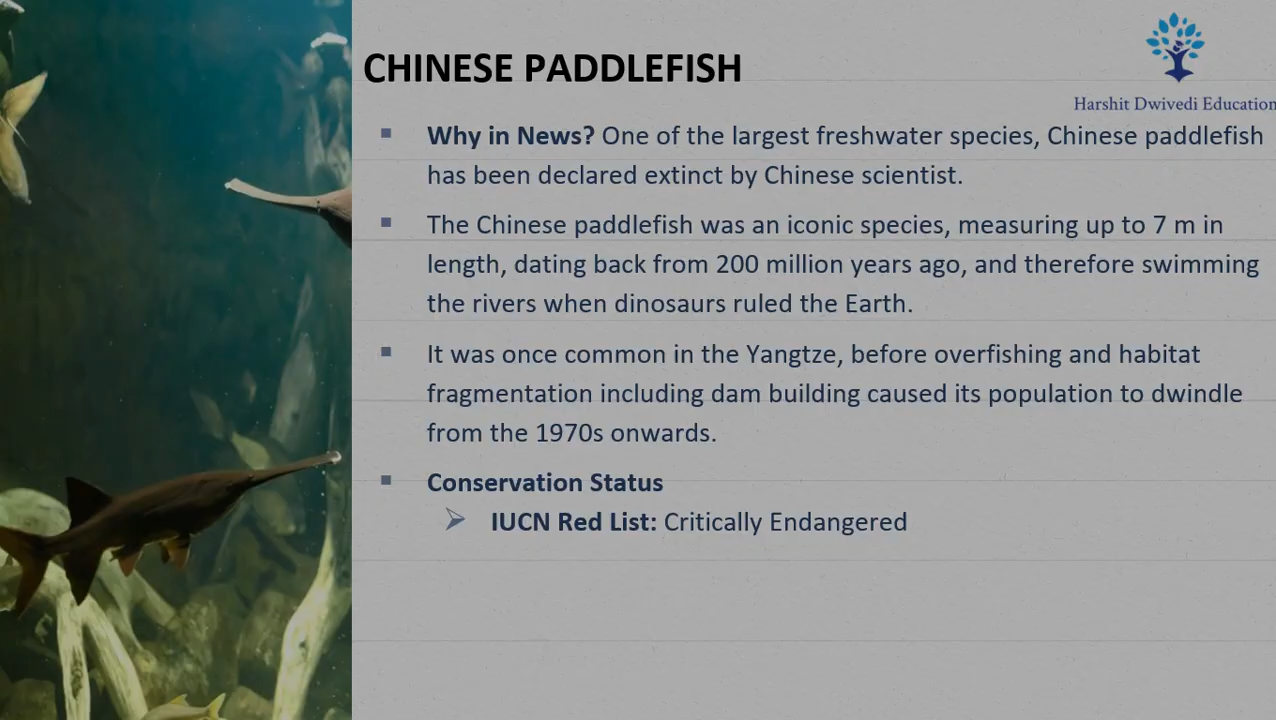 CHINESE PADDLEFISH
Harshit Dwivedi Education
Why in News? One of the largest freshwater species, Chinese paddlefish
has been declared extinct by Chinese scientist.
The Chinese paddlefish was an iconic species, measuring up to 7 m in
length, dating back from 200 million years ago, and therefore swimming
the rivers when dinosaurs ruled the Earth.
It was once common in the Yangtze, before overfishing and habitat
fragmentation including dam building caused its population to dwindle
from the 1970s onwards.
Conservation Status
IUCN Red List: Critically Endangered